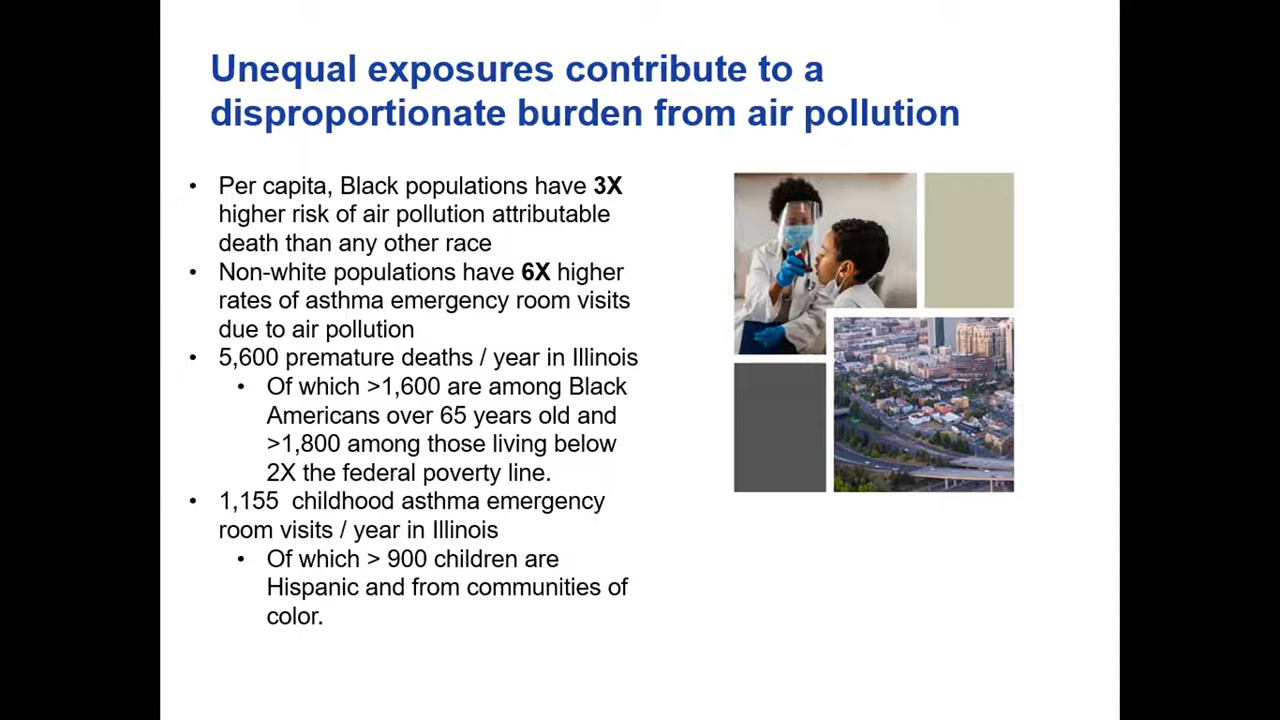 Unequal exposures contribute to a
disproportionate burden from air pollution
• Per capita, Black populations have 3X
higher risk of air pollution attributable
death than any other race
• Non-white populations have 6X higher
rates of asthma emergency room visits
due to air pollution
• 5,600 premature deaths / year in Illinois
• Of which >1,600 are among Black
Americans over 65 years old and
>1,800 among those living below
2X the federal poverty line.
• 1,155  childhood asthma emergency
room visits / year in Illinois
• Of which > 900 children are
Hispanic and from communities of
color.